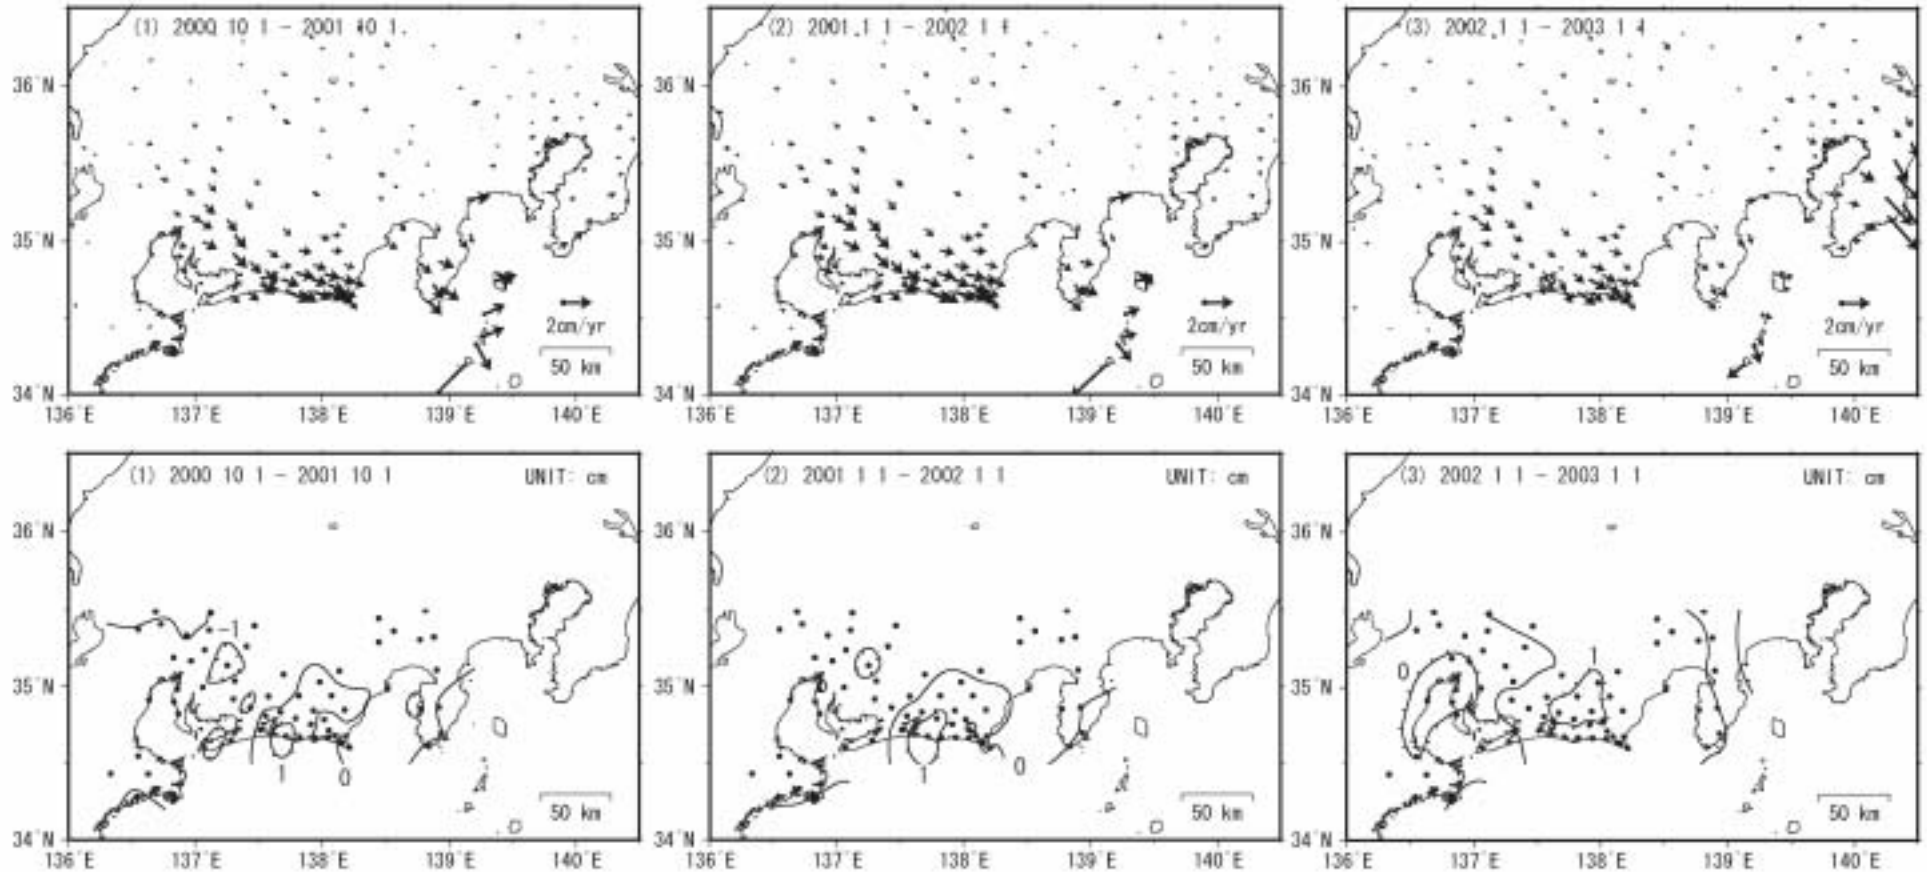 (1) 2000 10 1 - 2001 10 1
36°N
35°N
34°N
2cm/yr
50 km
136°E 137°E 138°E 139°E 140°E
(2) 2001 1 1 - 2002 1 1
36°N
35°N
34°N
2cm/yr
50 km
136°E 137°E 138°E 139°E 140°E
(3) 2002 1 1 - 2003 1 1
36°N
35°N
34°N
2cm/yr
50 km
136°E 137°E 138°E 139°E 140°E
(1) 2000 10 1 - 2001 10 1 UNIT: cm
36°N
-1
35°N
1 0
50 km
34°N
136°E 137°E 138°E 139°E 140°E
(2) 2001 1 1 - 2002 1 1 UNIT: cm
36°N
35°N
1 0
50 km
34°N
136°E 137°E 138°E 139°E 140°E
(3) 2002 1 1 - 2003 1 1 UNIT: cm
36°N
0 1
35°N
50 km
34°N
136°E 137°E 138°E 139°E 140°E